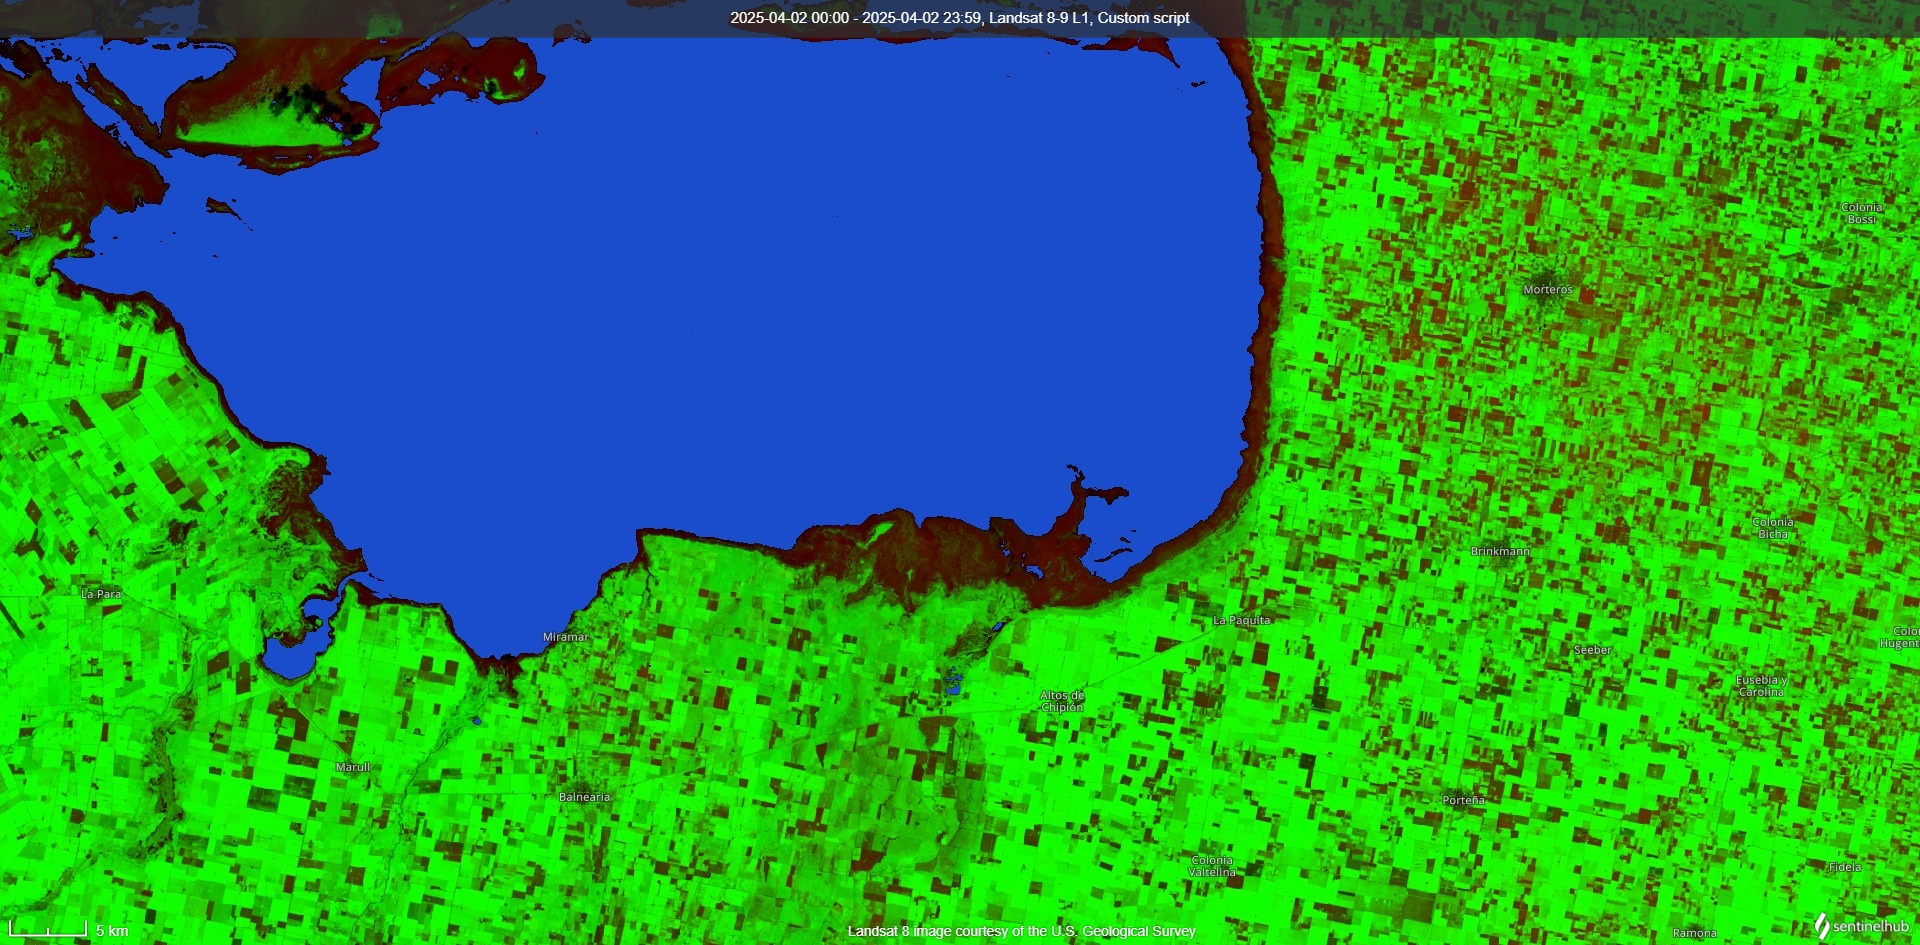 2025-04-02 00:00 - 2025-04-02 23:59, Landsat 8-9 L1, Custom script
Colonia
Bossi
Morteros
Colonia
Bicha
Brinkmann
La Para
La Paquita
Miramar
Colon
Hugent
Seeber
Eusebia y
Carolina
Altos de
Chipión
Marull
Balnearia
Porteña
Colonia
Valtelina
Fidela
5 km
Landsat 8 image courtesy of the U.S. Geological Survey
sentinelhub
Ramona